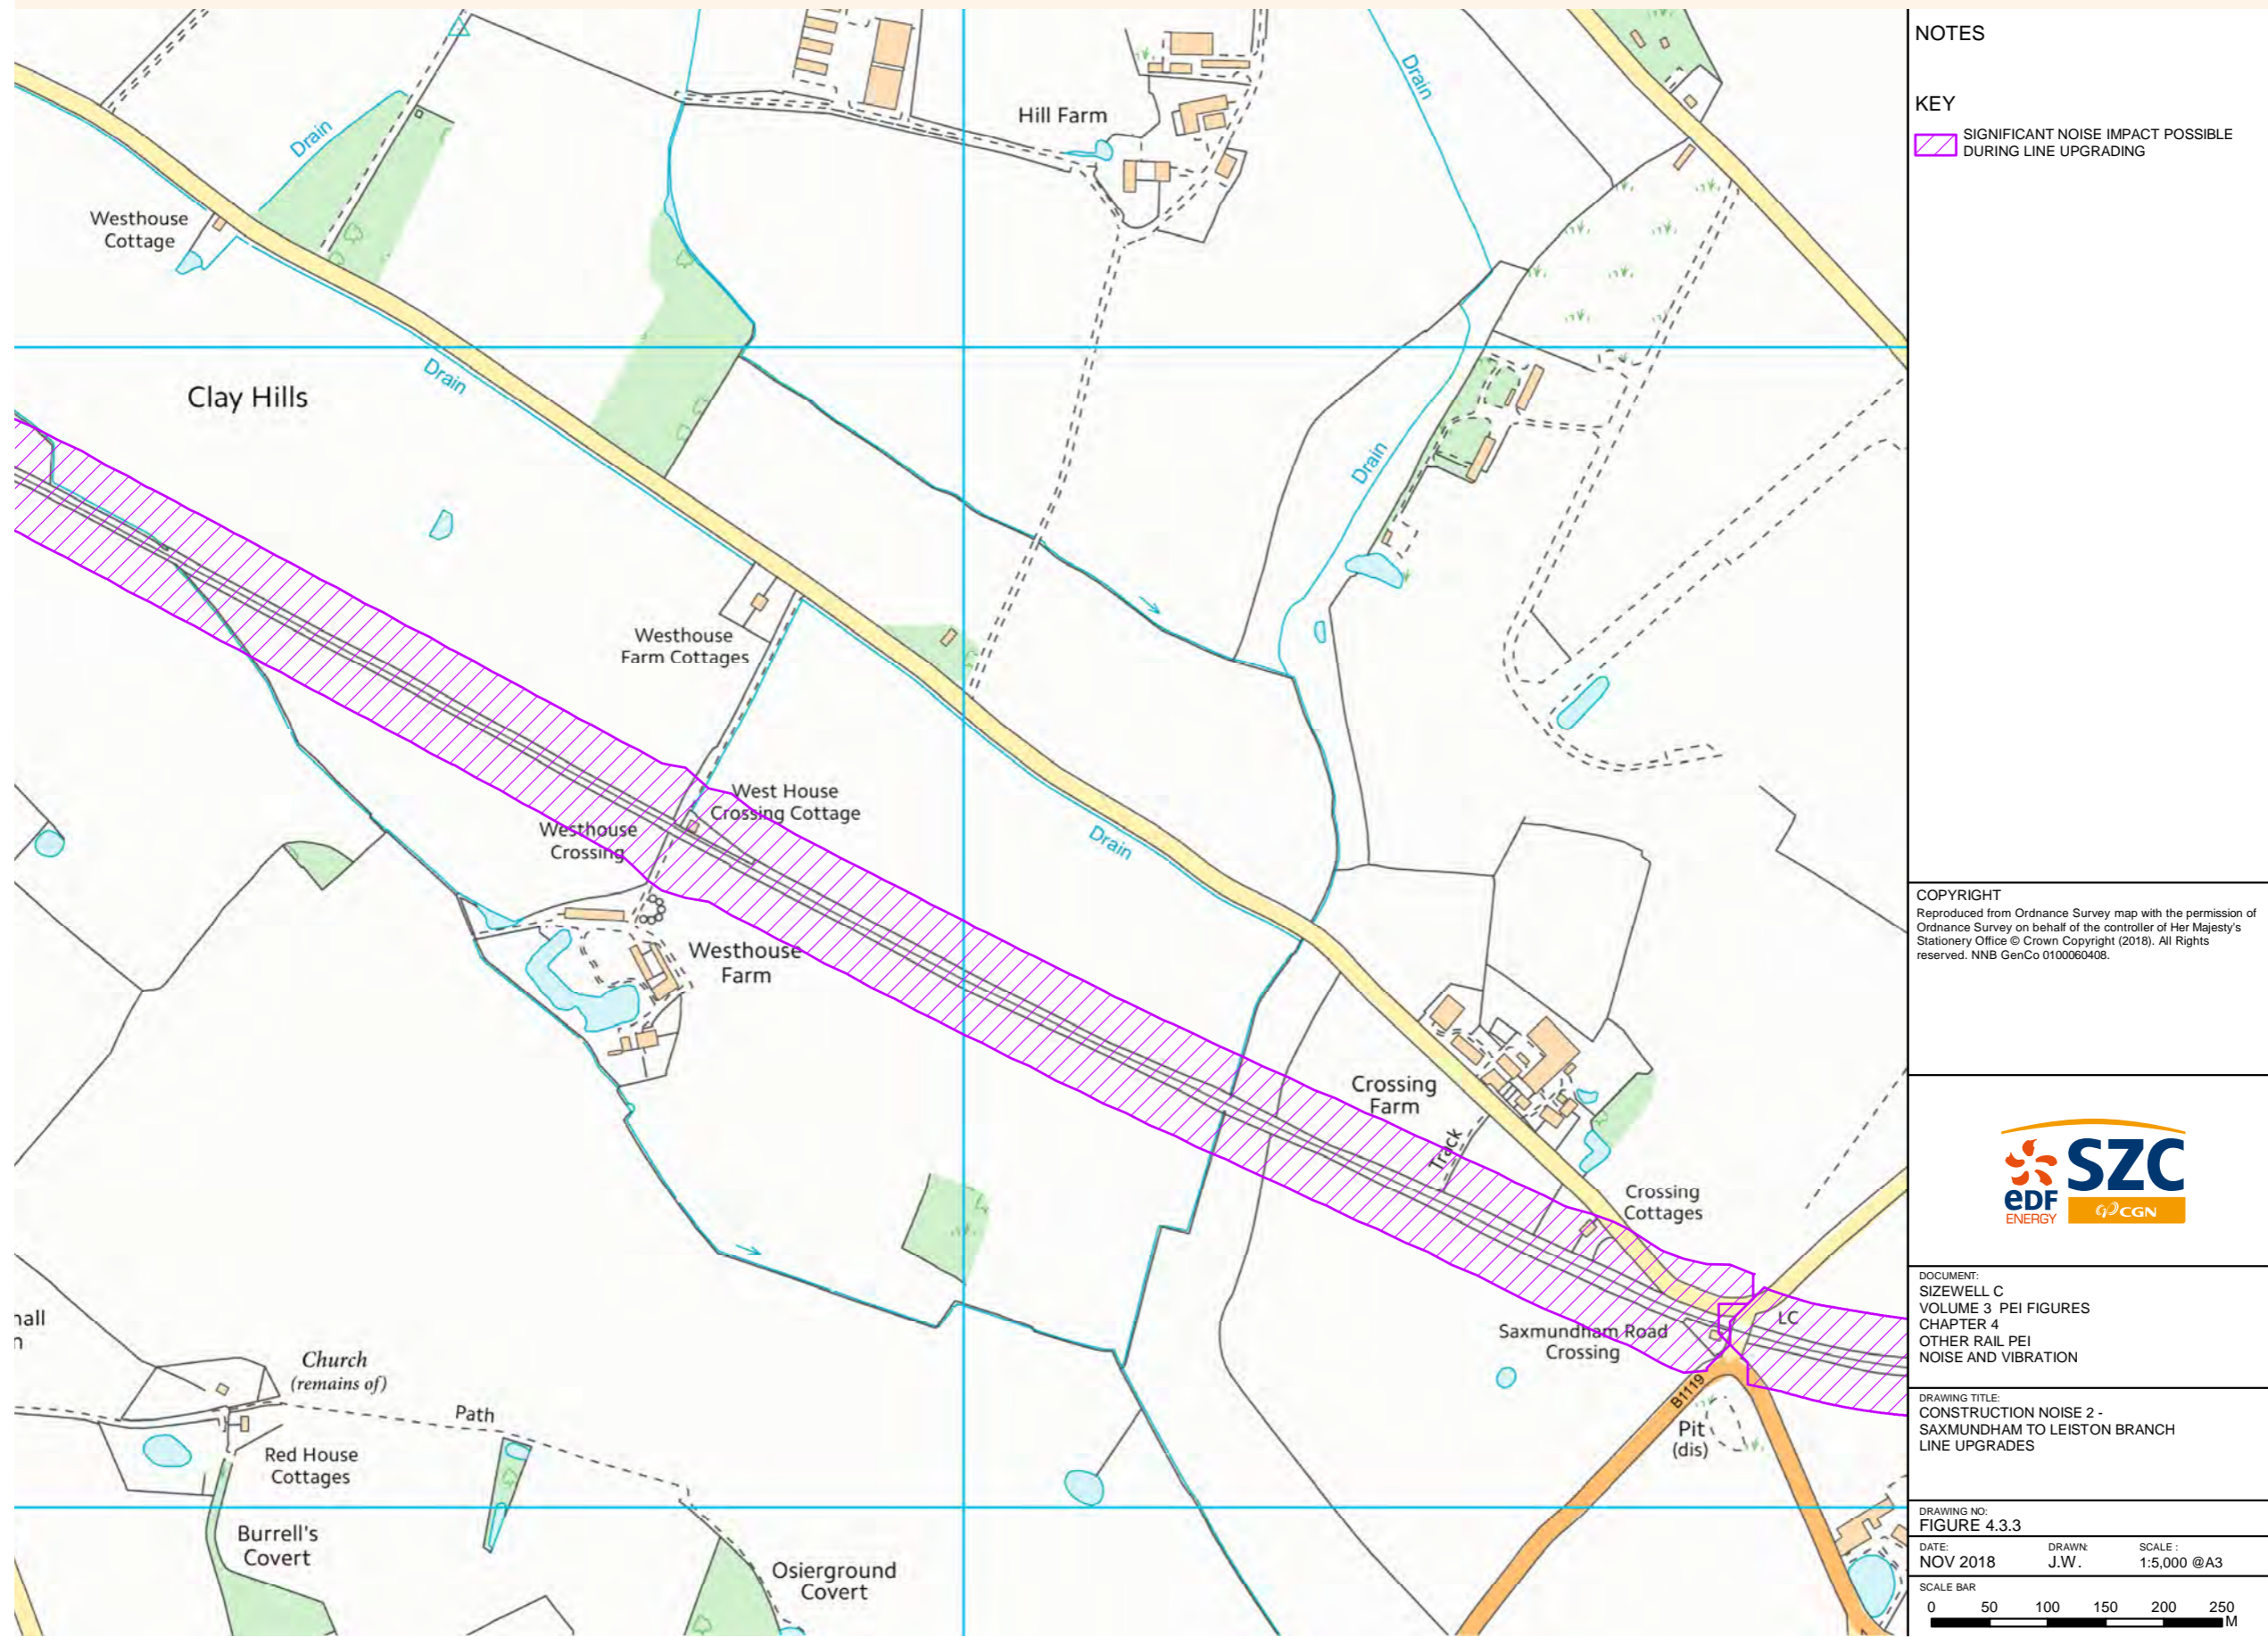 Drain
Hill Farm
Drain
Westhouse
Cottage
Clay Hills
Drain
Drain
Westhouse
Farm Cottages
West House
Crossing Cottage
Westhouse
Crossing
Drain
Westhouse
Farm
Crossing
Farm
Track
Crossing
Cottages
LC
Saxmundham Road
Crossing
B1119
Pit
(dis)
hall
Church
(remains of)
Path
Red House
Cottages
Burrell's
Covert
Osierground
Covert
NOTES
KEY
SIGNIFICANT NOISE IMPACT POSSIBLE
DURING LINE UPGRADING
COPYRIGHT
Reproduced from Ordnance Survey map with the permission of
Ordnance Survey on behalf of the controller of Her Majesty's
Stationery Office © Crown Copyright (2018). All Rights
reserved. NNB GenCo 0100060408.
eDF
ENERGY
SZC
CGN
DOCUMENT:
SIZEWELL C
VOLUME 3 PEI FIGURES
CHAPTER 4
OTHER RAIL PEI
NOISE AND VIBRATION
DRAWING TITLE:
CONSTRUCTION NOISE 2 -
SAXMUNDHAM TO LEISTON BRANCH
LINE UPGRADES
DRAWING NO:
FIGURE 4.3.3
DATE: DRAWN: SCALE :
NOV 2018 J.W. 1:5,000 @A3
SCALE BAR
0 50 100 150 200 250
M